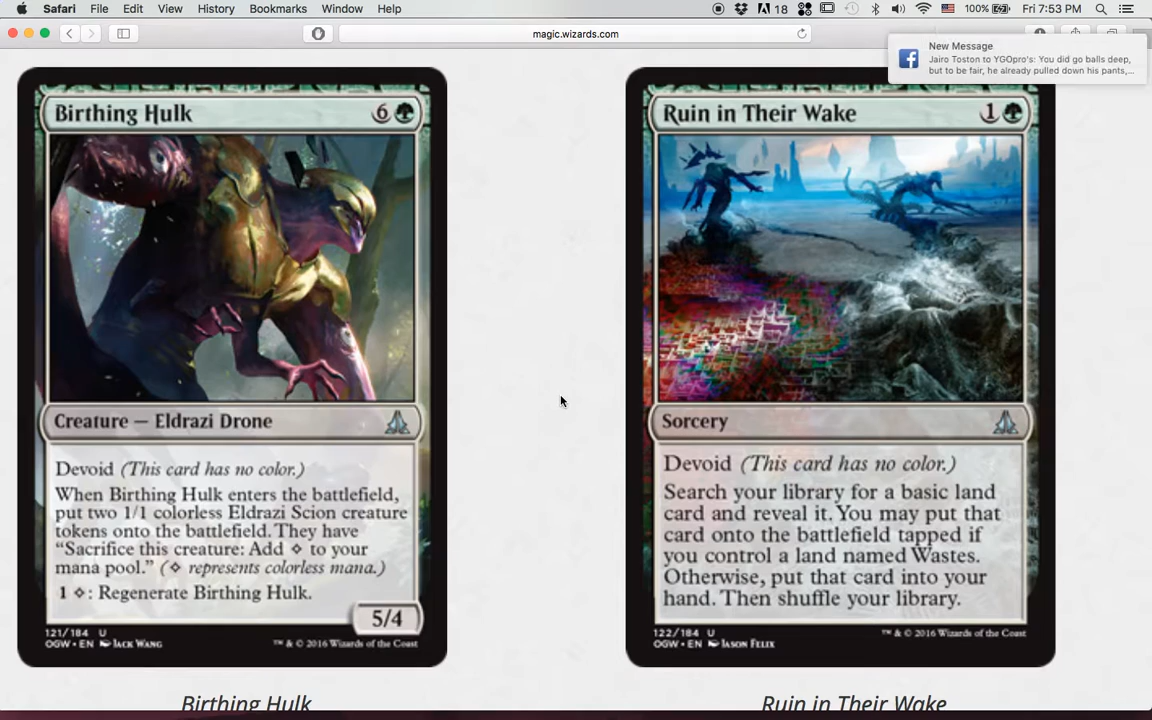 Safari File Edit View History Bookmarks Window Help 18 100% Fri 7:53 PM
magic.wizards.com
New Message
Jairo Toston to YGOpro's: You did go balls deep,
but to be fair, he already pulled down his pants,...
Birthing Hulk 6
Creature — Eldrazi Drone
Devoid (This card has no color.)
When Birthing Hulk enters the battlefield,
put two 1/1 colorless Eldrazi Scion creature
tokens onto the battlefield. They have
“Sacrifice this creature: Add ◇ to your
mana pool.” (◇ represents colorless mana.)
1 ◇: Regenerate Birthing Hulk.
5/4
121/184 U
OGW • EN Jack Wang
™ & © 2016 Wizards of the Coast
Birthing Hulk
Ruin in Their Wake 1
Sorcery
Devoid (This card has no color.)
Search your library for a basic land
card and reveal it. You may put that
card onto the battlefield tapped if
you control a land named Wastes.
Otherwise, put that card into your
hand. Then shuffle your library.
122/184 U
OGW • EN Jason Felix
™ & © 2016 Wizards of the Coast
Ruin in Their Wake